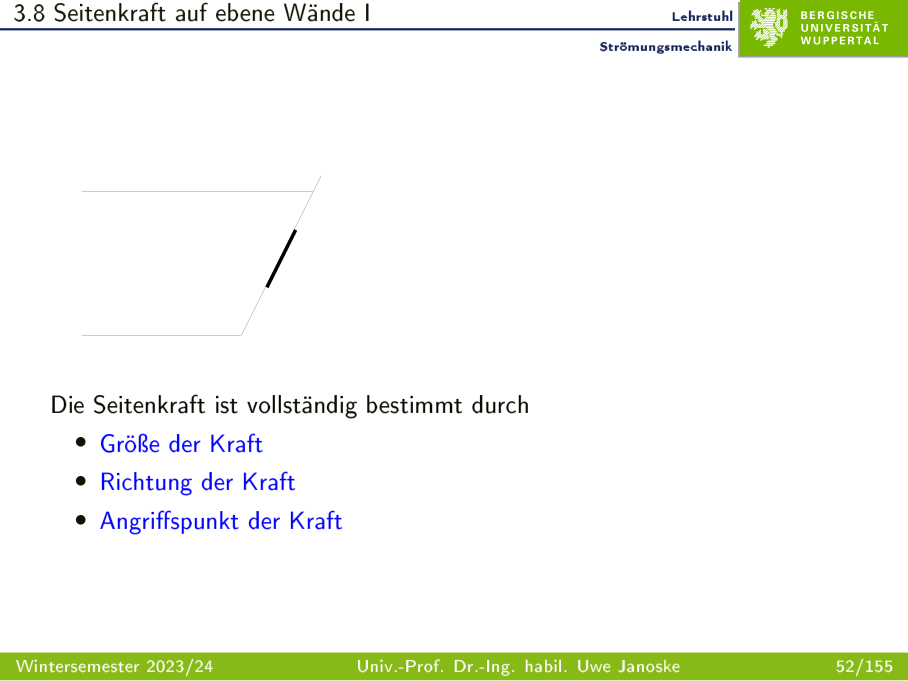 3.8 Seitenkraft auf ebene Wände I
Lehrstuhl
Strömungsmechanik
BERGISCHE
UNIVERSITÄT
WUPPERTAL
Die Seitenkraft ist vollständig bestimmt durch
• Größe der Kraft
• Richtung der Kraft
• Angriffspunkt der Kraft
Wintersemester 2023/24 Univ.-Prof. Dr.-Ing. habil. Uwe Janoske 52/155